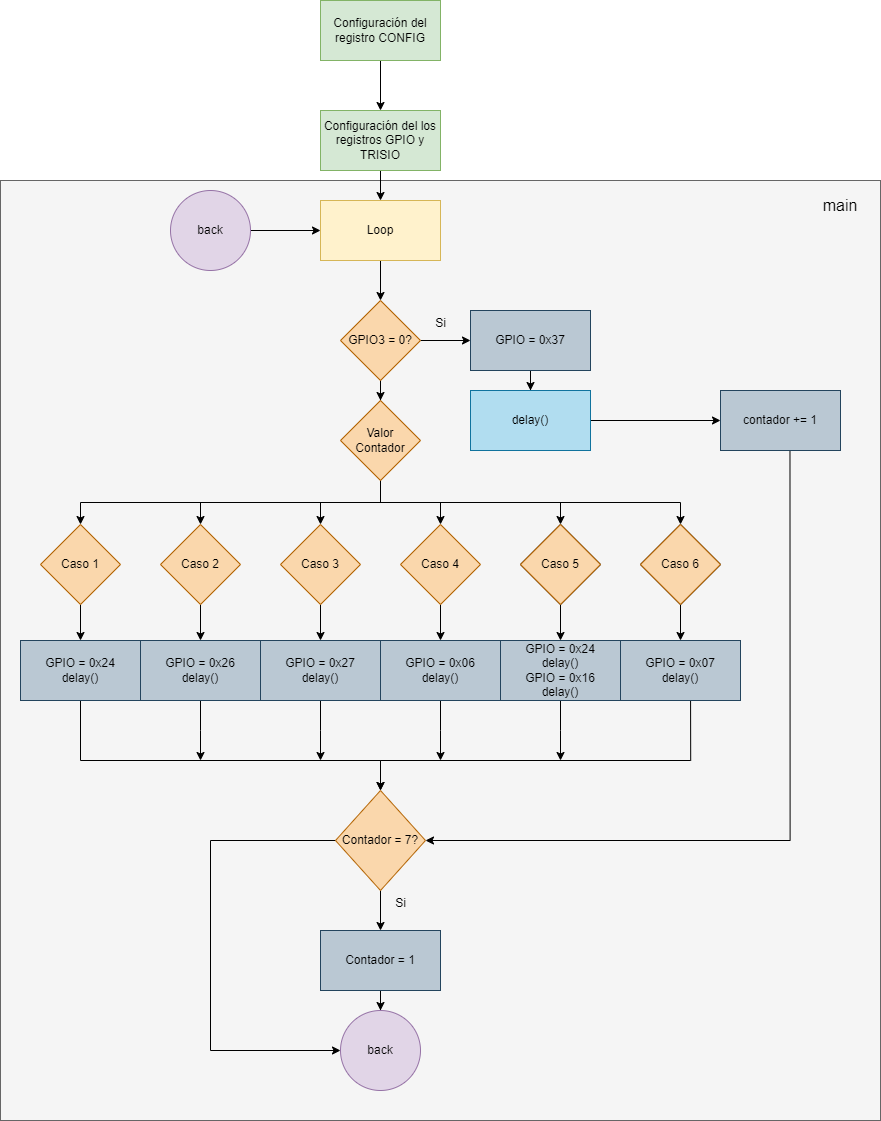 Configuración del
registro CONFIG
Configuración del los
registros GPIO y
TRISIO
main
back
Loop
GPIO3 = 0?
Si
GPIO = 0x37
delay()
contador += 1
Valor
Contador
Caso 1
Caso 2
Caso 3
Caso 4
Caso 5
Caso 6
GPIO = 0x24
delay()
GPIO = 0x26
delay()
GPIO = 0x27
delay()
GPIO = 0x06
delay()
GPIO = 0x24
delay()
GPIO = 0x16
delay()
GPIO = 0x07
delay()
Contador = 7?
Si
Contador = 1
back